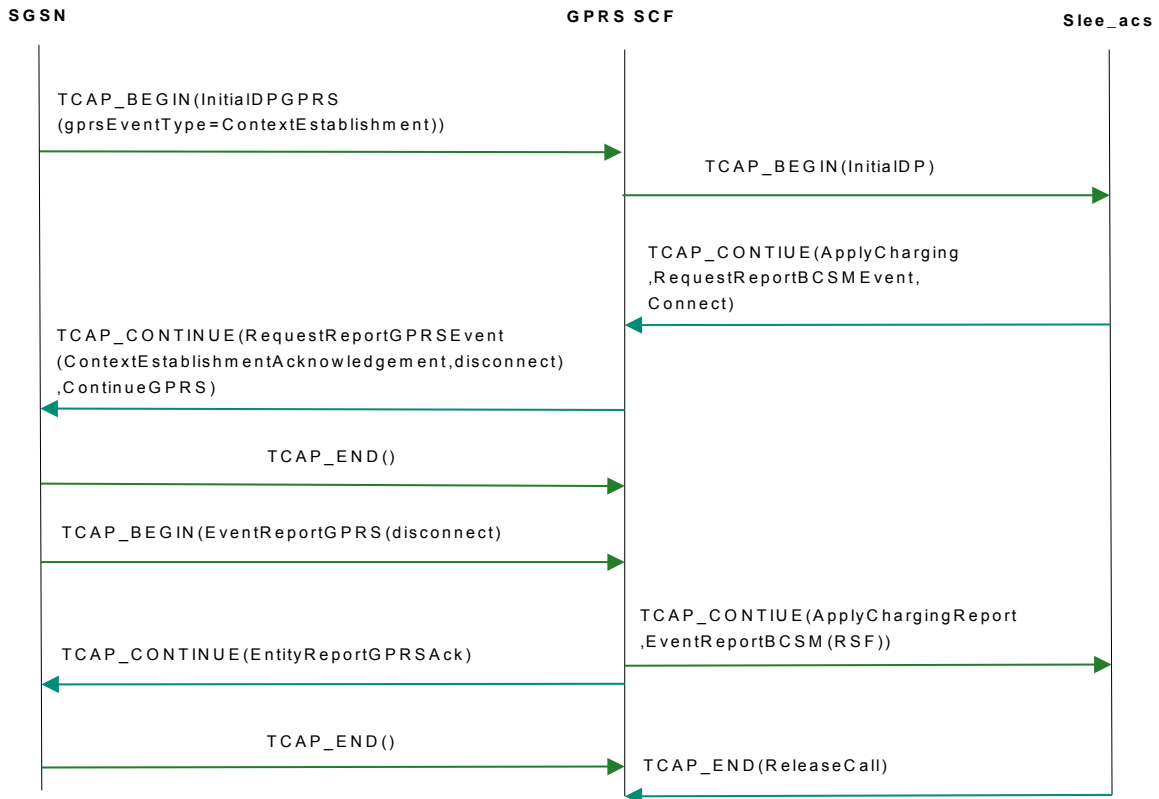 SGSN
GPRS SCF
Slee_acs
TCAP_BEGIN(InitialDPGPRS
(gprsEventType=ContextEstablishment))
TCAP_BEGIN(InitialDP)
TCAP_CONTIUE(ApplyCharging
,RequestReportBCSMEvent,
Connect)
TCAP_CONTINUE(RequestReportGPRSEvent
(ContextEstablishmentAcknowledgement,disconnect)
,ContinueGPRS)
TCAP_END()
TCAP_BEGIN(EventReportGPRS(disconnect)
TCAP_CONTIUE(ApplyChargingReport
,EventReportBCSM(RSF))
TCAP_CONTINUE(EntityReportGPRSAck)
TCAP_END()
TCAP_END(ReleaseCall)